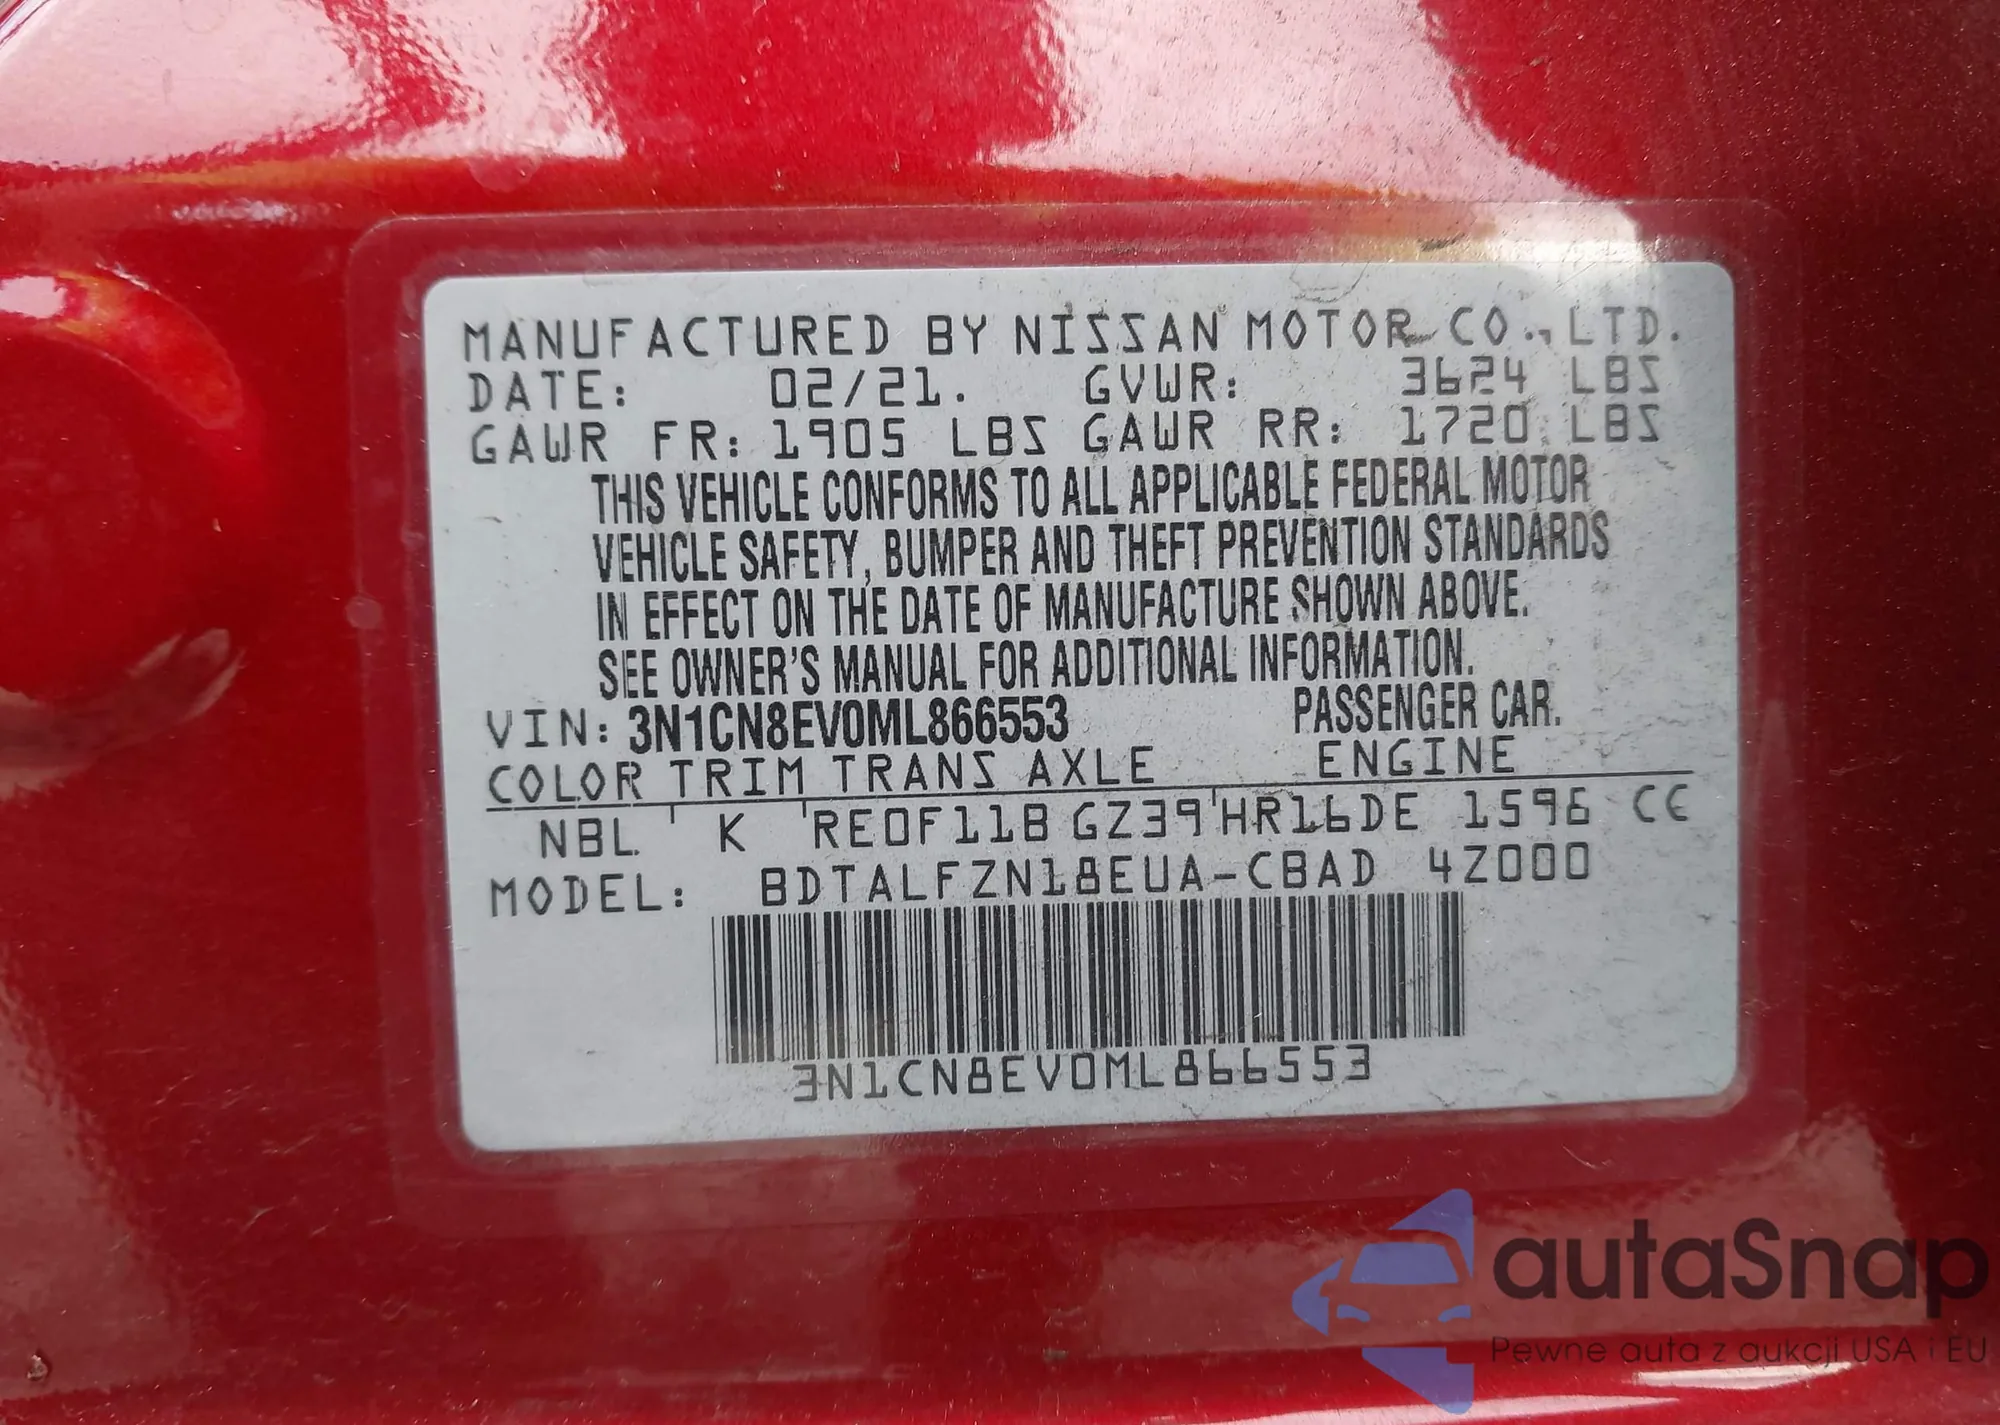 MANUFACTURED BY NISSAN MOTOR CO., LTD.
DATE: 02/21. GVWR: 3624 LBS
GAWR FR: 1905 LBS GAWR RR: 1720 LBS
THIS VEHICLE CONFORMS TO ALL APPLICABLE FEDERAL MOTOR
VEHICLE SAFETY, BUMPER AND THEFT PREVENTION STANDARDS
IN EFFECT ON THE DATE OF MANUFACTURE SHOWN ABOVE.
SEE OWNER'S MANUAL FOR ADDITIONAL INFORMATION.
VIN: 3N1CN8EV0ML866553 PASSENGER CAR.
COLOR TRIM TRANS AXLE ENGINE
NBL K RE0F11B GZ39 HR16DE 1596 CC
MODEL: BDTALFZN18EUA-CBAD 4Z000
3N1CN8EV0ML866553
autaSnap
Pewne auta z aukcji USA i EU